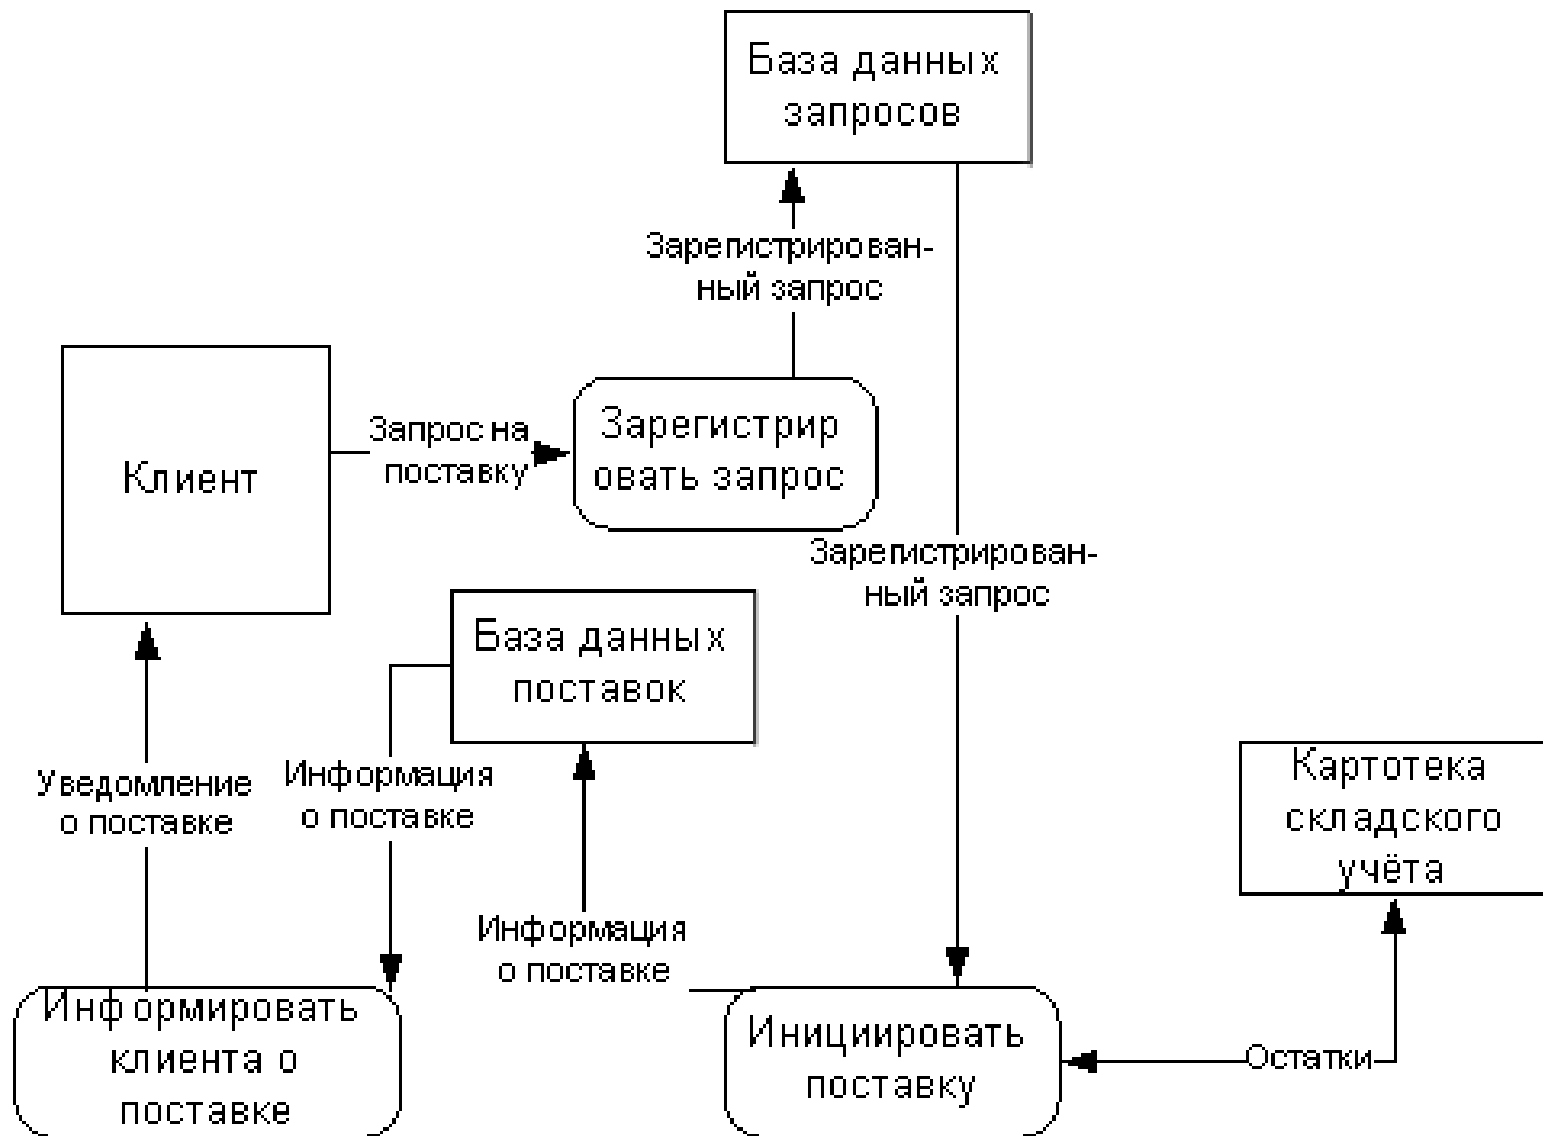 База данных
запросов
Зарегистрирован-
ный запрос
Клиент
Запрос на
поставку
Зарегистрир
овать запрос
Зарегистрирован-
ный запрос
База данных
поставок
Уведомление
о поставке
Информация
о поставке
Картотека
складского
учёта
Информация
о поставке
Информировать
клиента о
поставке
Инициировать
поставку
Остатки